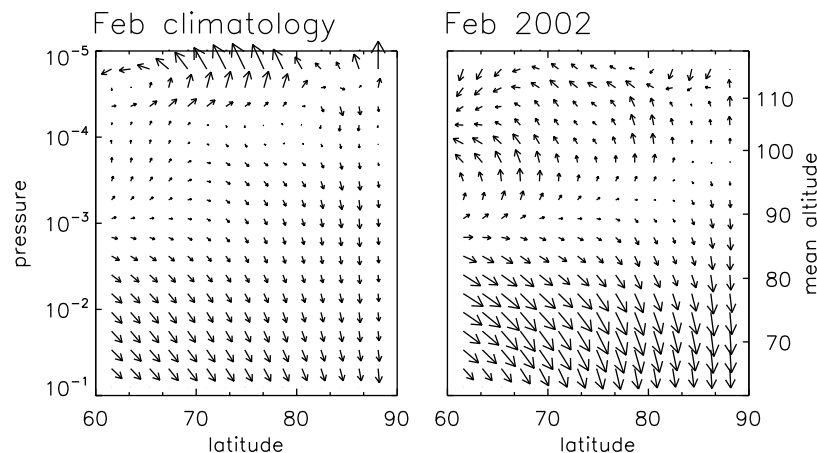 Feb climatology
Feb 2002
10⁻⁵
10⁻⁴
10⁻³
10⁻²
10⁻¹
pressure
110
100
90
80
70
mean altitude
60 70 80 90
60 70 80 90
latitude
latitude